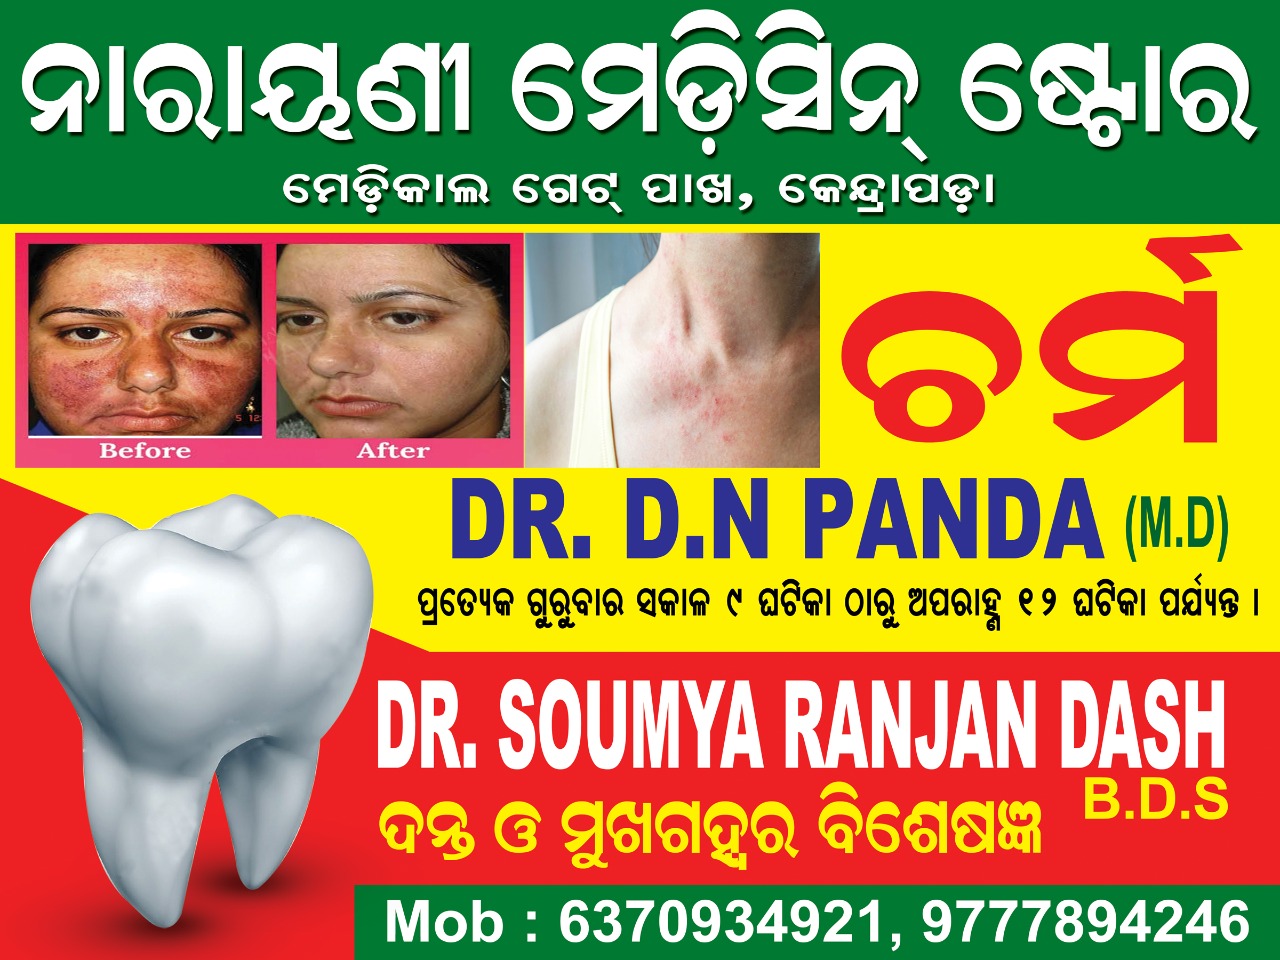 ନାରାୟଣୀ ମେଡ଼ିସିନ୍ ଷ୍ଟୋର
ମେଡ଼ିକାଲ ଗେଟ୍ ପାଖ, କେନ୍ଦ୍ରାପଡ଼ା
Before After
ଚର୍ମ
DR. D.N PANDA (M.D)
ପ୍ରତ୍ୟେକ ଗୁରୁବାର ସକାଳ ୯ ଘଟିକା ଠାରୁ ଅପରାହ୍ଣ ୧୨ ଘଟିକା ପର୍ଯ୍ୟନ୍ତ ।
DR. SOUMYA RANJAN DASH
B.D.S
ଦନ୍ତ ଓ ମୁଖଗହ୍ୱର ବିଶେଷଜ୍ଞ
Mob : 6370934921, 9777894246